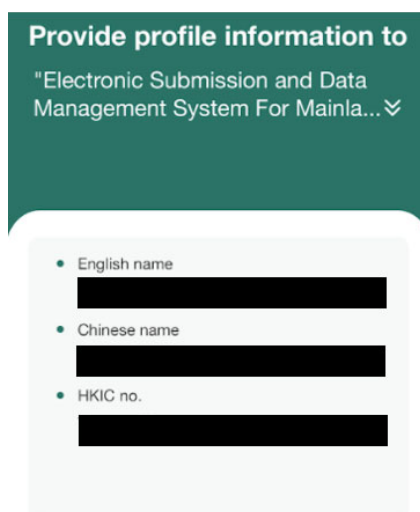 Provide profile information to
"Electronic Submission and Data
Management System For Mainla...
English name
Chinese name
HKIC no.